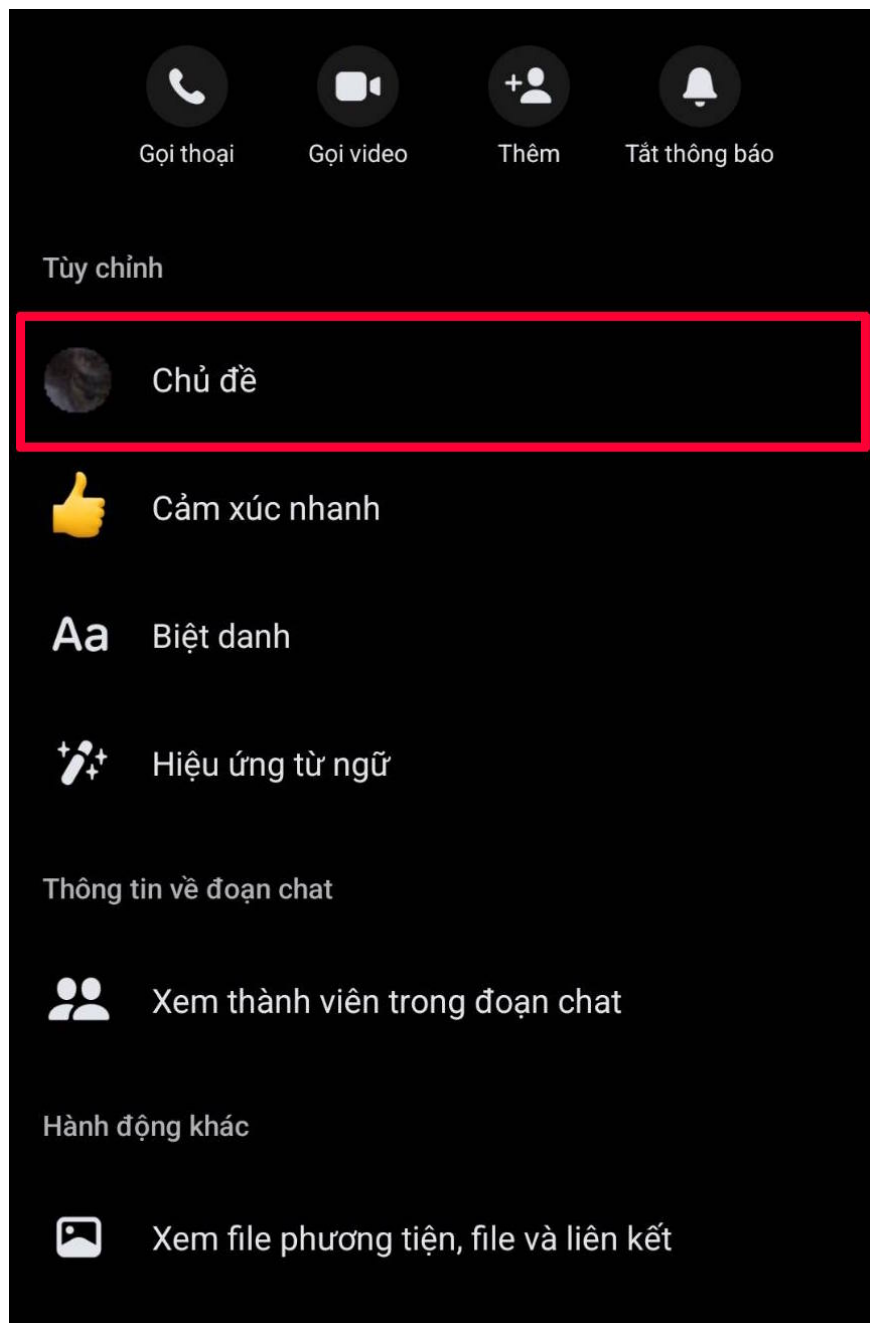 Gọi thoại Gọi video Thêm Tắt thông báo
Tùy chỉnh
Chủ đề
Cảm xúc nhanh
Aa Biệt danh
Hiệu ứng từ ngữ
Thông tin về đoạn chat
Xem thành viên trong đoạn chat
Hành động khác
Xem file phương tiện, file và liên kết